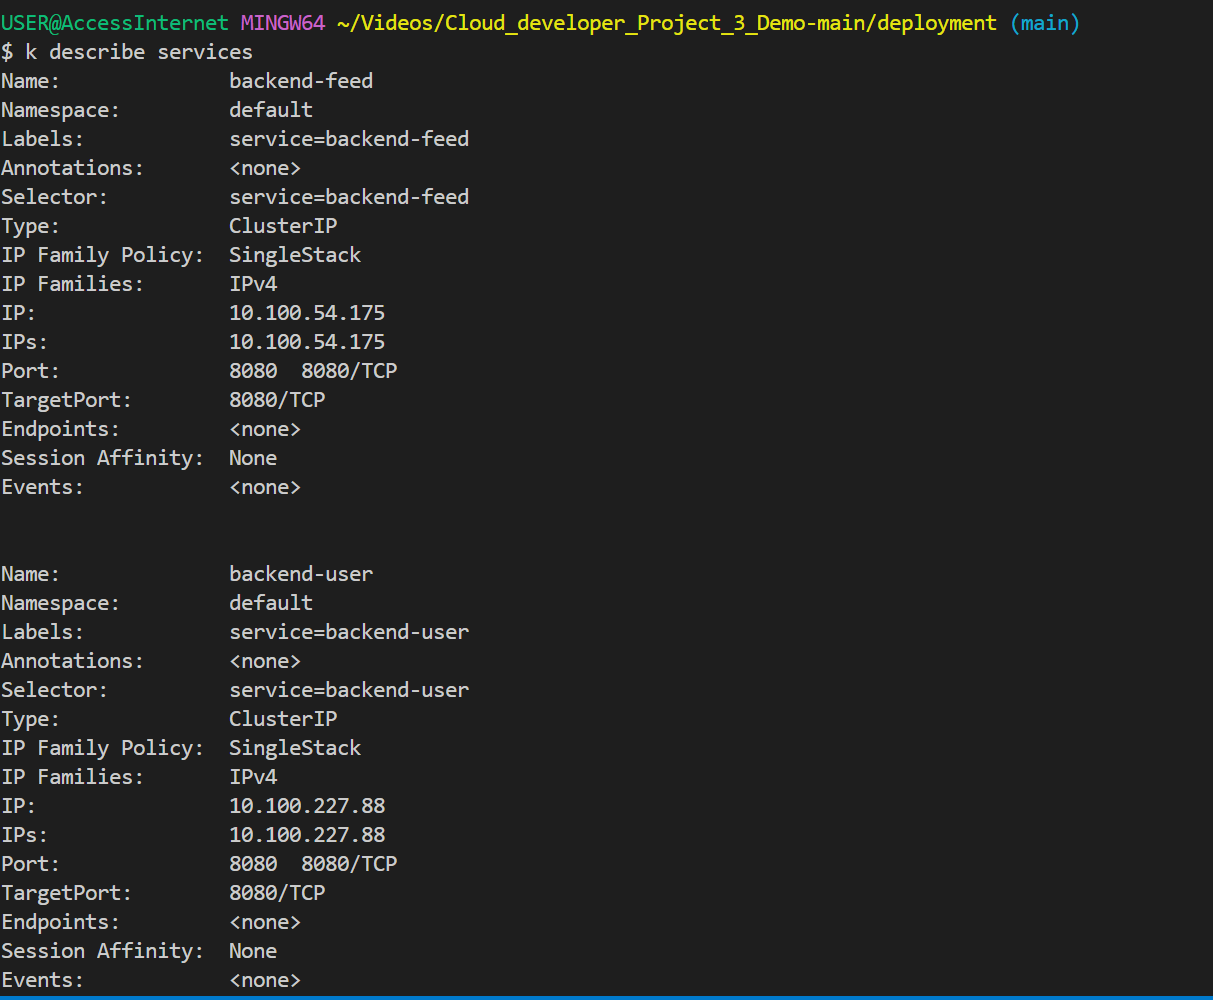 USER@AccessInternet MINGW64 ~/Videos/Cloud_developer_Project_3_Demo-main/deployment (main)
$ k describe services
Name:              backend-feed
Namespace:         default
Labels:            service=backend-feed
Annotations:       <none>
Selector:          service=backend-feed
Type:              ClusterIP
IP Family Policy:  SingleStack
IP Families:       IPv4
IP:                10.100.54.175
IPs:               10.100.54.175
Port:              8080  8080/TCP
TargetPort:        8080/TCP
Endpoints:         <none>
Session Affinity:  None
Events:            <none>

Name:              backend-user
Namespace:         default
Labels:            service=backend-user
Annotations:       <none>
Selector:          service=backend-user
Type:              ClusterIP
IP Family Policy:  SingleStack
IP Families:       IPv4
IP:                10.100.227.88
IPs:               10.100.227.88
Port:              8080  8080/TCP
TargetPort:        8080/TCP
Endpoints:         <none>
Session Affinity:  None
Events:            <none>